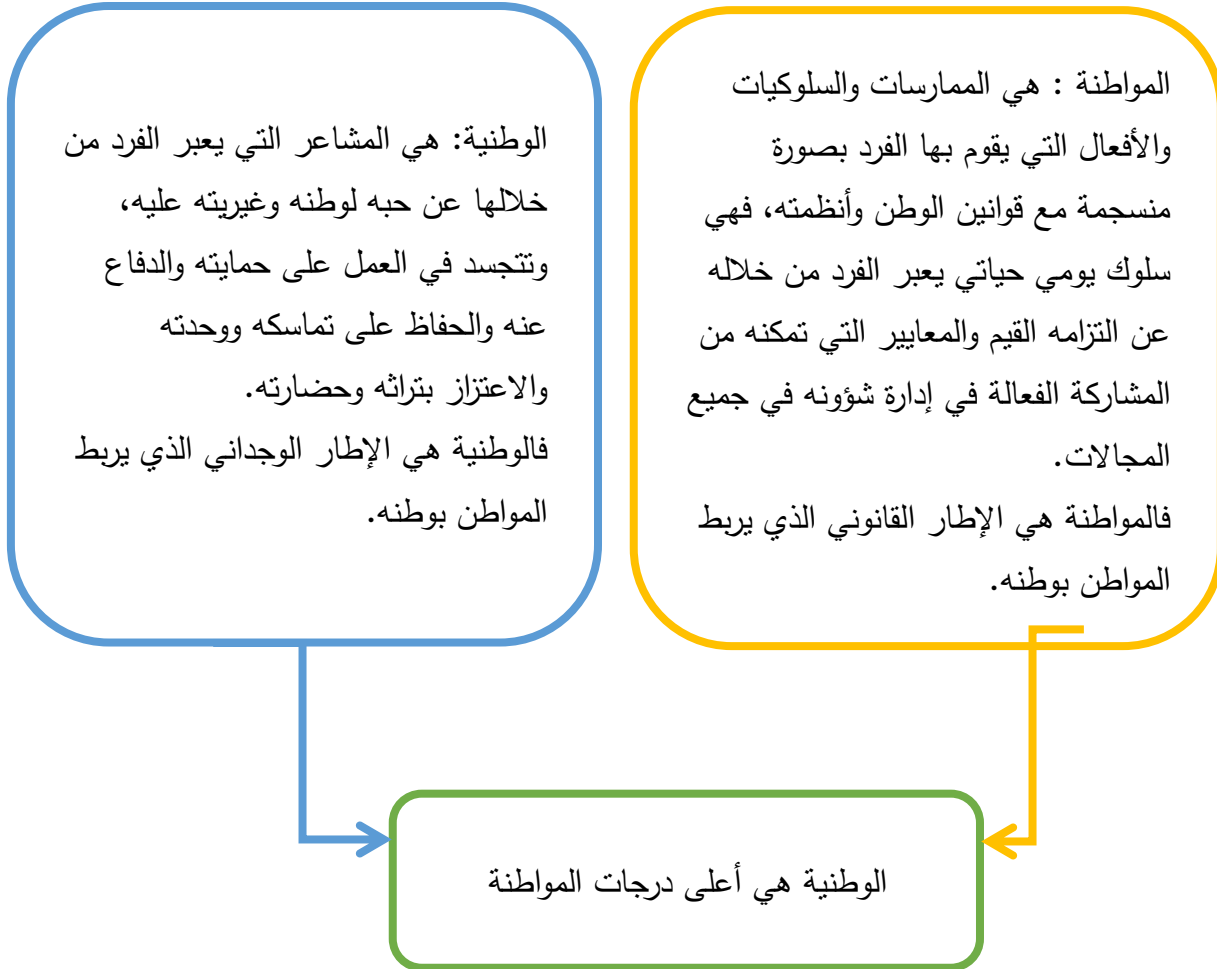 المواطنة : هي الممارسات والسلوكيات
والأفعال التي يقوم بها الفرد بصورة
منسجمة مع قوانين الوطن وأنظمته، فهي
سلوك يومي حياتي يعبر الفرد من خلاله
عن التزامه القيم والمعايير التي تمكنه من
المشاركة الفعالة في إدارة شؤونه في جميع
المجالات.
فالمواطنة هي الإطار القانوني الذي يربط
المواطن بوطنه.
الوطنية: هي المشاعر التي يعبر الفرد من
خلالها عن حبه لوطنه وغيريته عليه،
وتتجسد في العمل على حمايته والدفاع
عنه والحفاظ على تماسكه ووحدته
والاعتزاز بتراثه وحضارته.
فالوطنية هي الإطار الوجداني الذي يربط
المواطن بوطنه.
الوطنية هي أعلى درجات المواطنة